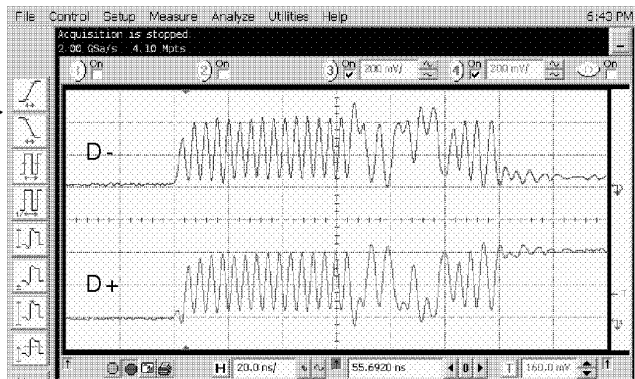 File Control Setup Measure Analyze Utilities Help 6:43 PM
Acquisition is stopped.
2.00 GSa/s 4.10 Mpts
1) On 2) On 3) On 200 mV/ 4) On 200 mV/ On
D-
D+
T
H 20.0 ns/ 55.6920 ns 0 T 160.0 mV